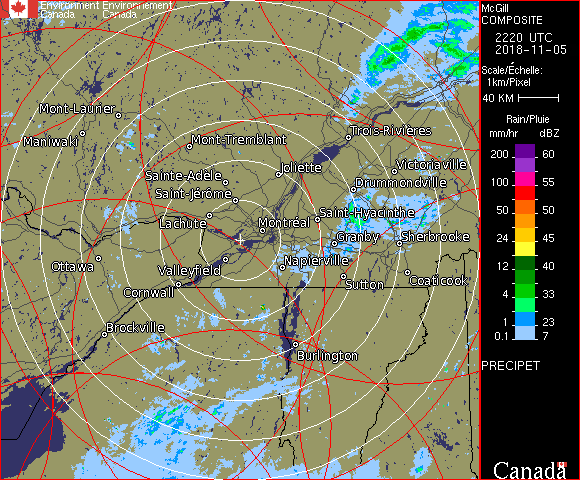 Environment Environnement
Canada Canada
Mont-Laurier
Maniwaki
Mont-Tremblant
Trois-Rivières
Sainte-Adèle
Joliette
Victoriaville
Saint-Jérôme
Drummondville
Lachute
Montréal
Saint-Hyacinthe
Granby
Sherbrooke
Ottawa
Valleyfield
Napierville
Cornwall
Sutton
Coaticook
Brockville
Burlington
McGill
COMPOSITE
2220 UTC
2018-11-05
Scale/Échelle:
1km/Pixel
40 KM
Rain/Pluie
mm/hr dBZ
200 60
55
100 55
50 50
24 45
30
12 40
4 33
1 23
0.1 7
PRECIPET
Canada